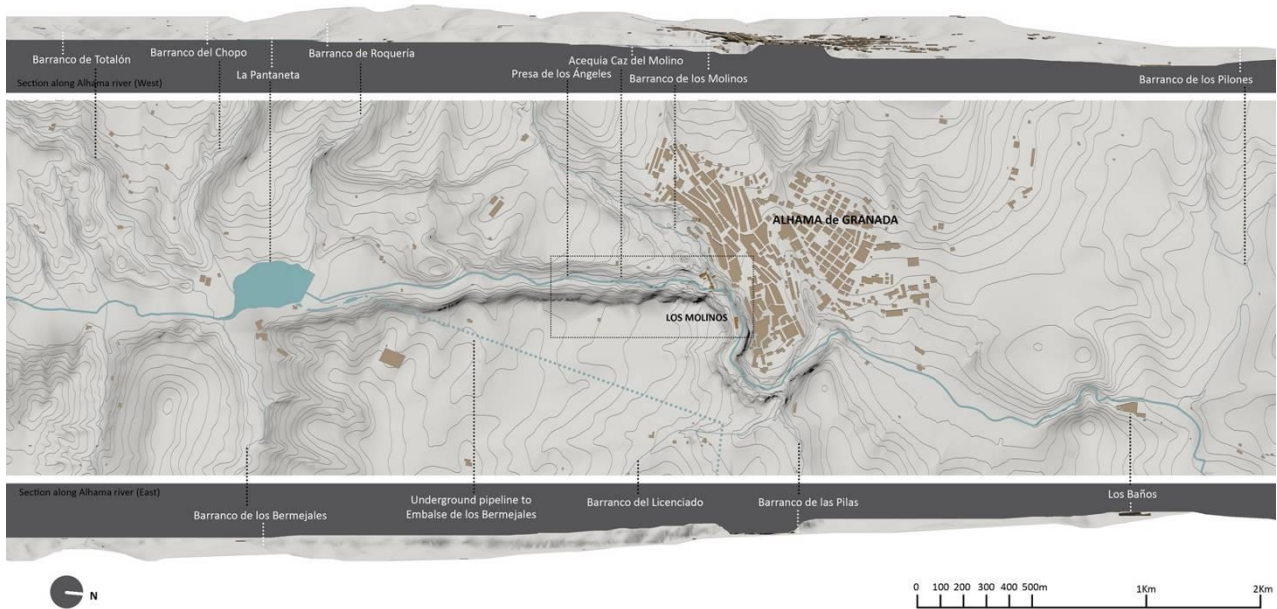 Barranco de Totalón
Barranco del Chopo
La Pantaneta
Barranco de Roquería
Acequia Caz del Molino
Presa de los Ángeles
Barranco de los Molinos
Barranco de los Pilones
Section along Alhama river (West)
ALHAMA de GRANADA
LOS MOLINOS
Section along Alhama river (East)
Barranco de los Bermejales
Underground pipeline to
Embalse de los Bermejales
Barranco del Licenciado
Barranco de las Pilas
Los Baños
N
0 100 200 300 400 500m 1Km 2Km